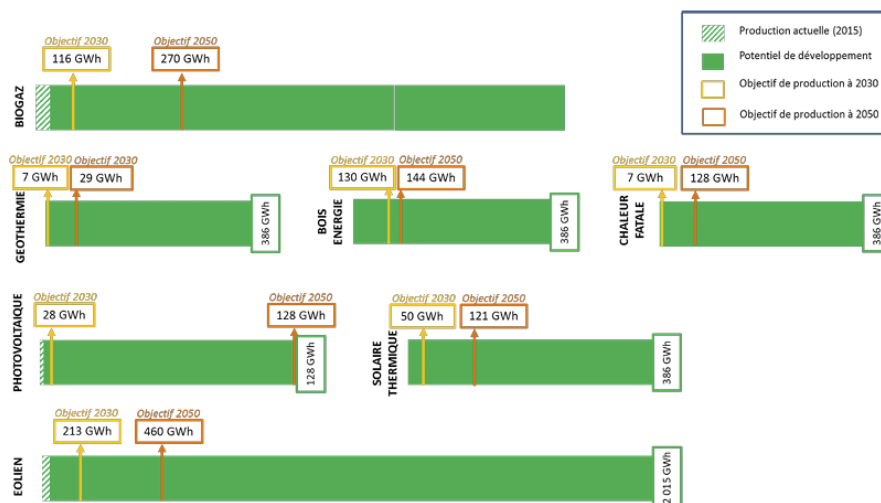 Production actuelle (2015)
Potentiel de développement
Objectif de production à 2030
Objectif de production à 2050
BIOGAZ
Objectif 2030
116 GWh
Objectif 2050
270 GWh
GEOTHERMIE
Objectif 2030
7 GWh
Objectif 2030
29 GWh
386 GWh
BOIS
ENERGIE
Objectif 2030
130 GWh
Objectif 2050
144 GWh
386 GWh
CHALEUR
FATALE
Objectif 2030
7 GWh
Objectif 2050
128 GWh
386 GWh
PHOTOVOLTAIQUE
Objectif 2030
28 GWh
Objectif 2050
128 GWh
128 GWh
SOLAIRE
THERMIQUE
Objectif 2030
50 GWh
Objectif 2050
121 GWh
386 GWh
EOLIEN
Objectif 2030
213 GWh
Objectif 2050
460 GWh
2 015 GWh